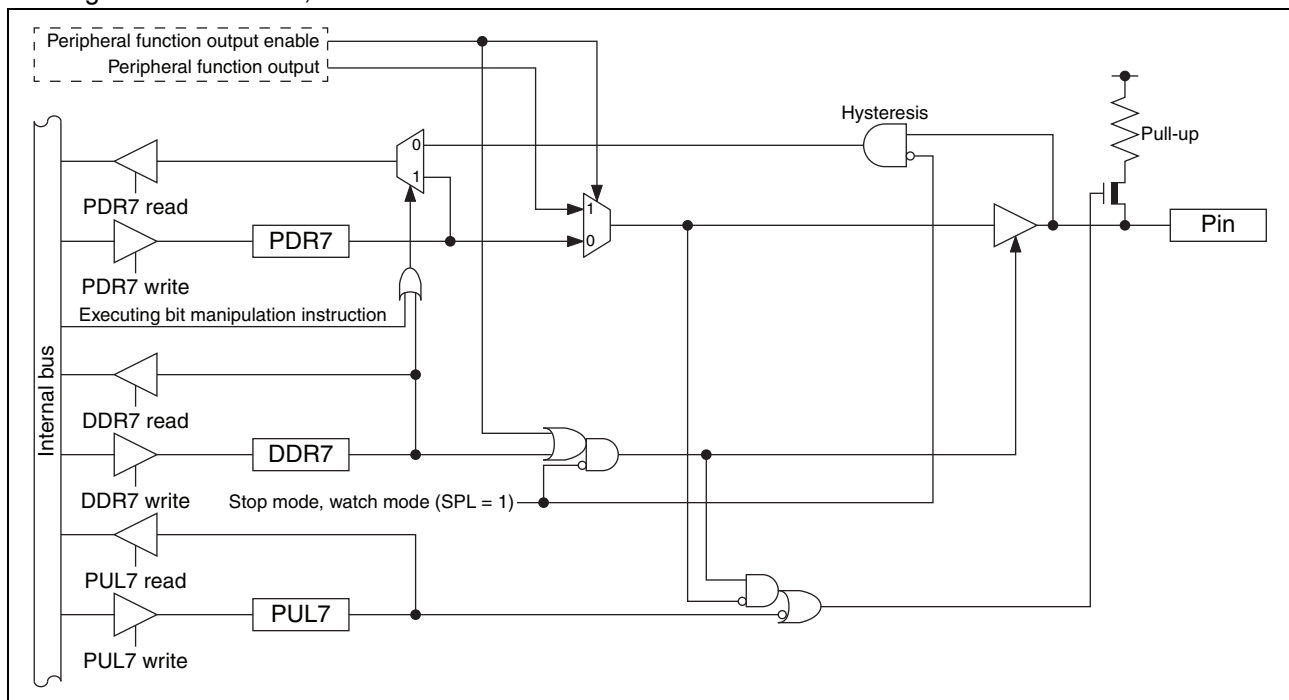 Peripheral function output enable
Peripheral function output
Hysteresis
Pull-up
0
1
PDR7 read
1
PDR7
0
Pin
PDR7 write
Executing bit manipulation instruction
Internal bus
DDR7 read
DDR7
DDR7 write
Stop mode, watch mode (SPL = 1)
PUL7 read
PUL7
PUL7 write